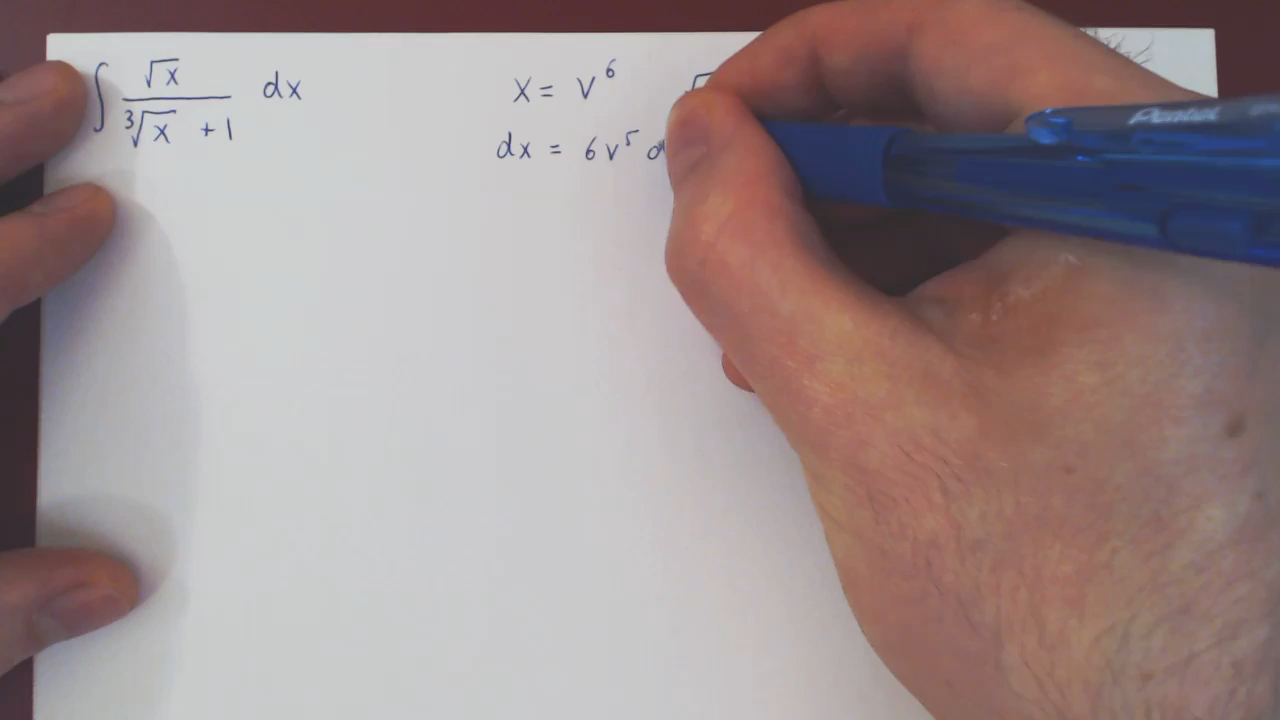 ∫ √x / (∛x + 1) dx
x = v⁶
dx = 6v⁵
Pentel